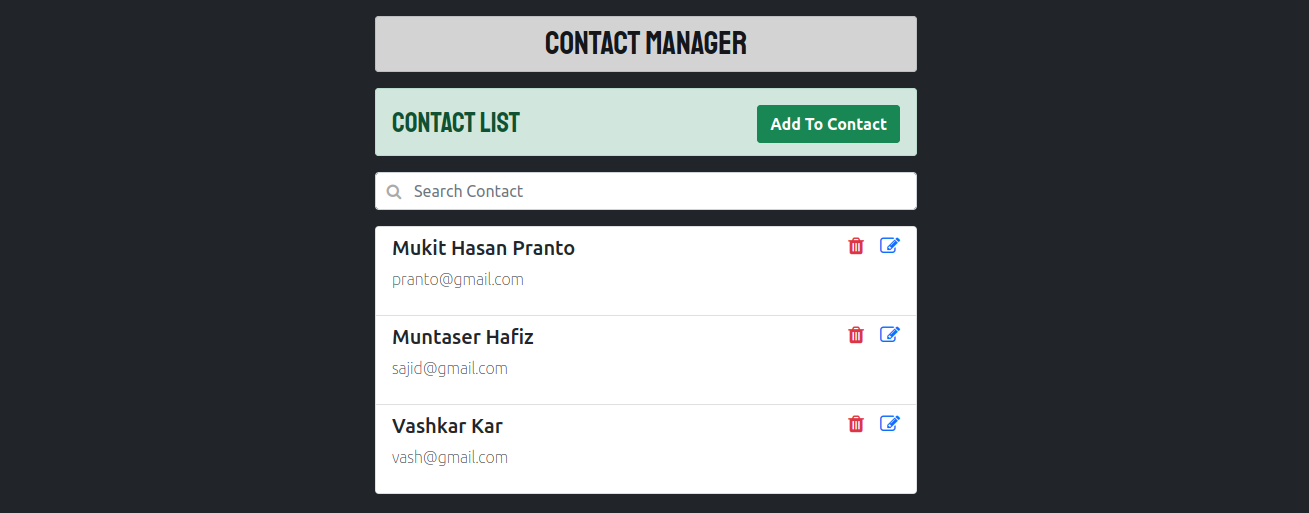 CONTACT MANAGER
CONTACT LIST
Add To Contact
Search Contact
Mukit Hasan Pranto
pranto@gmail.com
Muntaser Hafiz
sajid@gmail.com
Vashkar Kar
vash@gmail.com